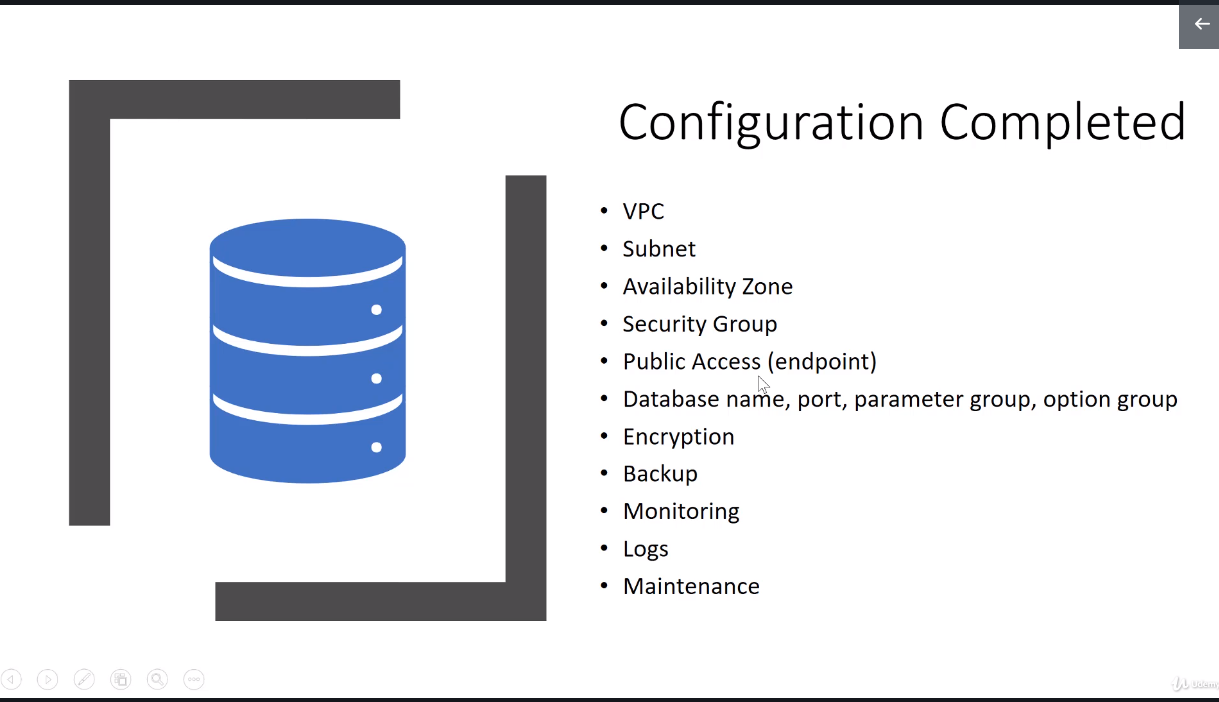 Configuration Completed
• VPC
• Subnet
• Availability Zone
• Security Group
• Public Access (endpoint)
• Database name, port, parameter group, option group
• Encryption
• Backup
• Monitoring
• Logs
• Maintenance
Udemy